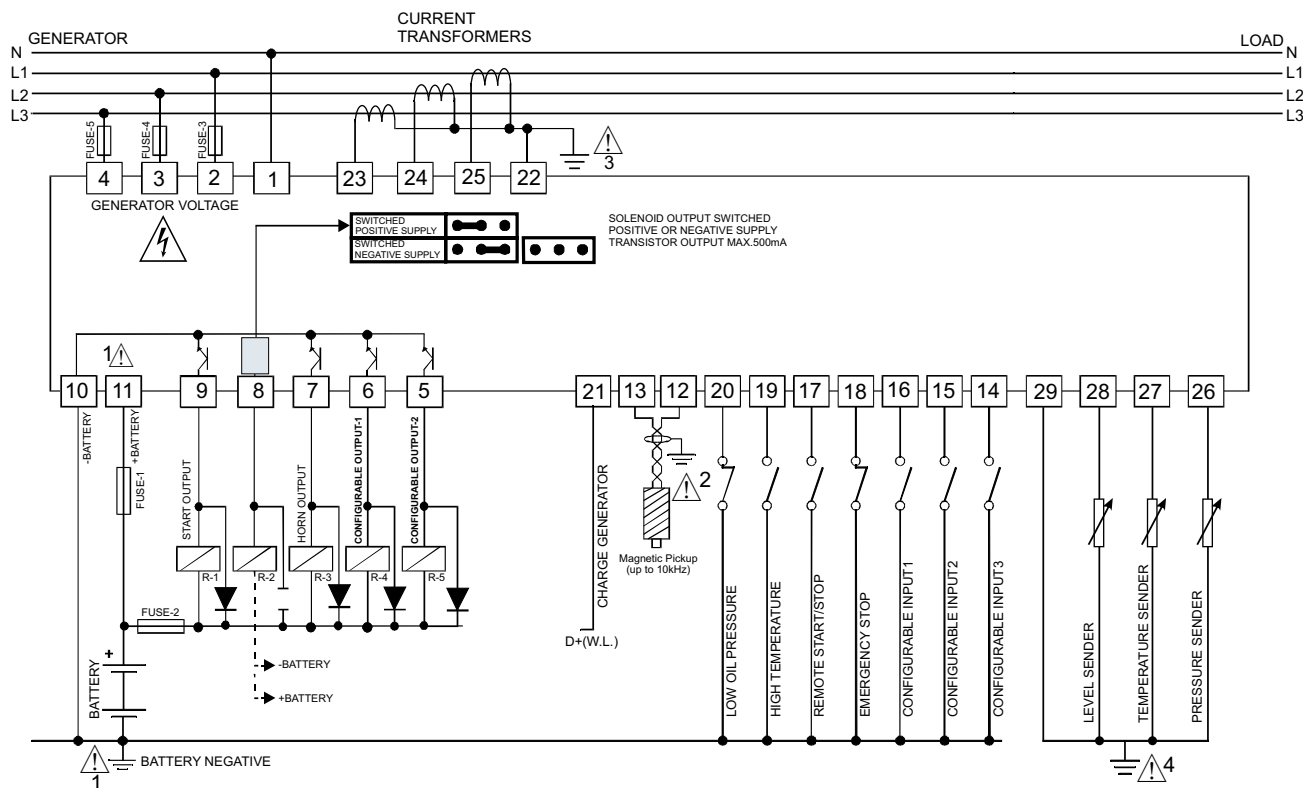 CURRENT
TRANSFORMERS
GENERATOR
LOAD
N
N
L1
L1
L2
L2
L3
L3
FUSE-5
FUSE-4
FUSE-3
3
4
3
2
1
23
24
25
22
GENERATOR VOLTAGE
SWITCHED
POSITIVE SUPPLY
SWITCHED
NEGATIVE SUPPLY
SOLENOID OUTPUT SWITCHED
POSITIVE OR NEGATIVE SUPPLY
TRANSISTOR OUTPUT MAX.500mA
1
10
11
9
8
7
6
5
21
13
12
20
19
17
18
16
15
14
29
28
27
26
-BATTERY
+BATTERY
FUSE-1
START OUTPUT
HORN OUTPUT
CONFIGURABLE OUTPUT-1
CONFIGURABLE OUTPUT-2
R-1
R-2
R-3
R-4
R-5
FUSE-2
CHARGE GENERATOR
D+(W.L.)
2
Magnetic Pickup
(up to 10kHz)
LOW OIL PRESSURE
HIGH TEMPERATURE
REMOTE START/STOP
EMERGENCY STOP
CONFIGURABLE INPUT1
CONFIGURABLE INPUT2
CONFIGURABLE INPUT3
LEVEL SENDER
TEMPERATURE SENDER
PRESSURE SENDER
+
BATTERY
-BATTERY
+BATTERY
1
BATTERY NEGATIVE
4